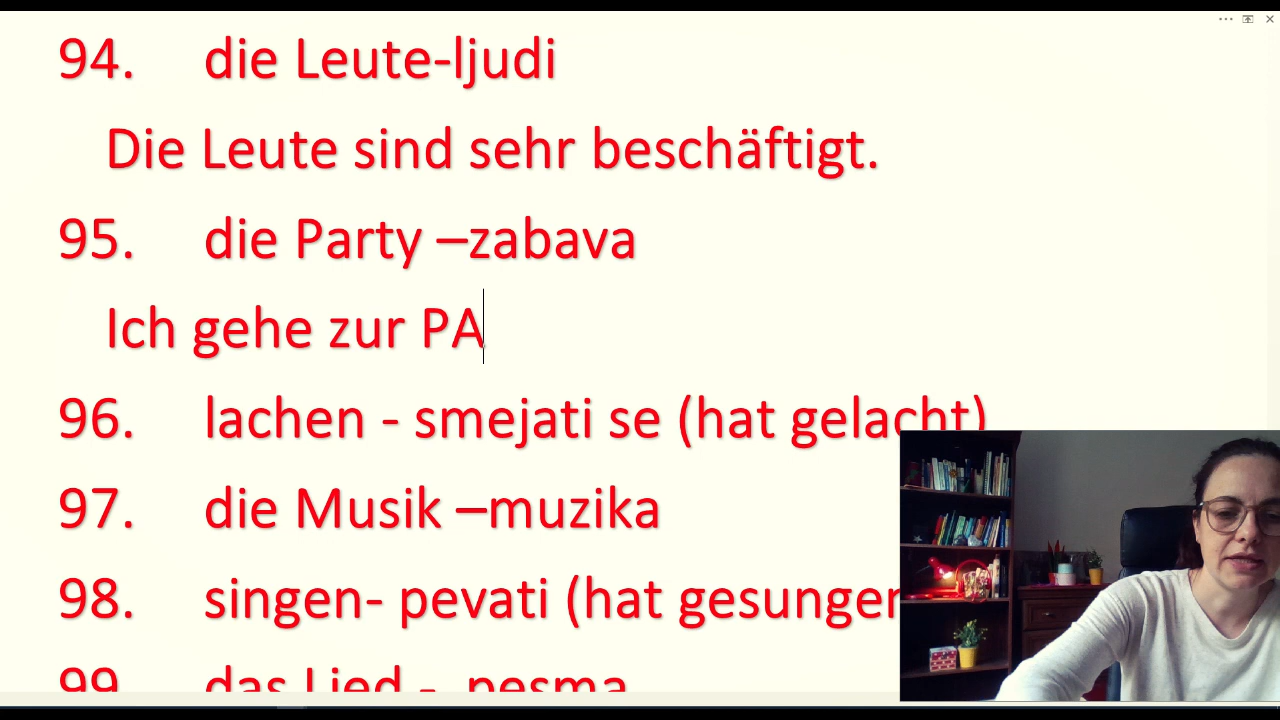 94. die Leute-ljudi
Die Leute sind sehr beschäftigt.
95. die Party –zabava
Ich gehe zur PA
96. lachen - smejati se (hat gelacht)
97. die Musik –muzika
98. singen- pevati (hat
99. das Lied - pesma